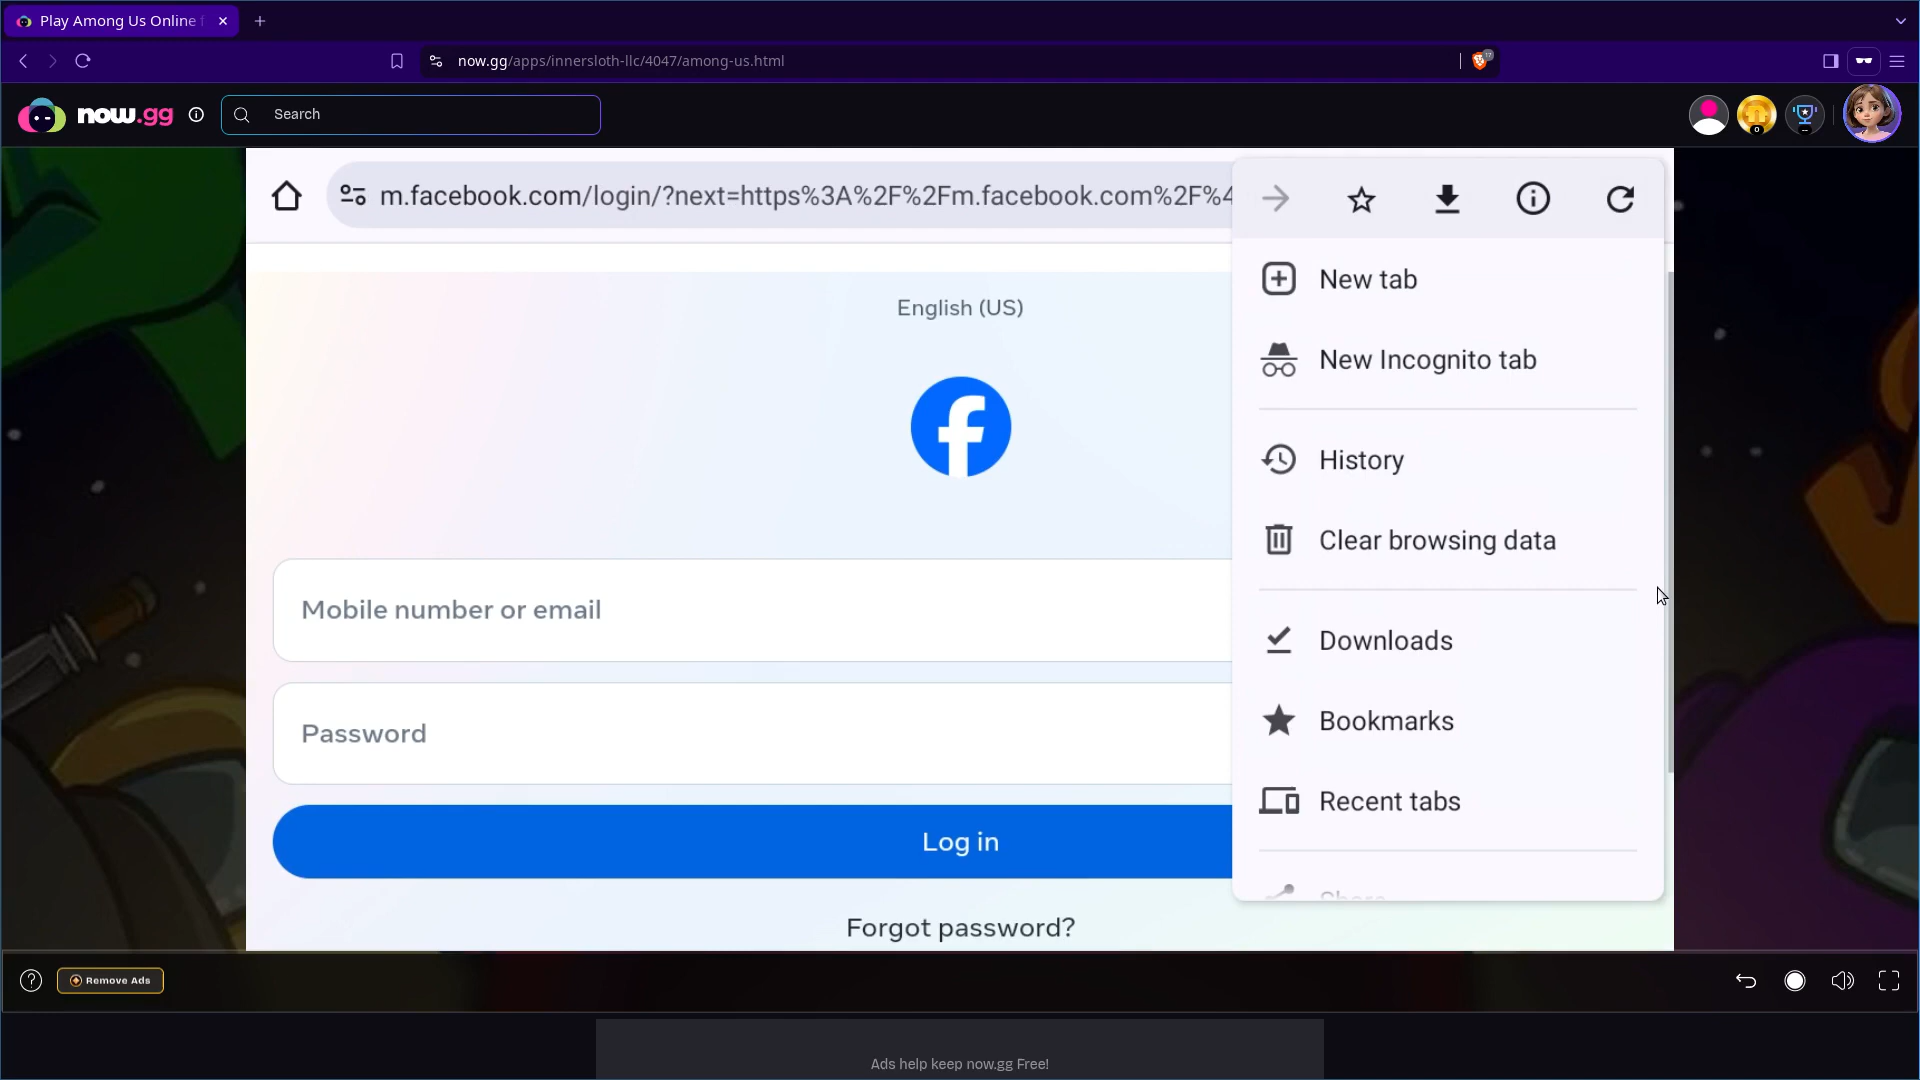 Play Among Us Online f
now.gg/apps/innersloth-llc/4047/among-us.html
17
now.gg
Search
0
--
m.facebook.com/login/?next=https%3A%2F%2Fm.facebook.com%2F%4
English (US)
Mobile number or email
Password
Log in
Forgot password?
New tab
New Incognito tab
History
Clear browsing data
Downloads
Bookmarks
Recent tabs
Share
Remove Ads
Ads help keep now.gg Free!